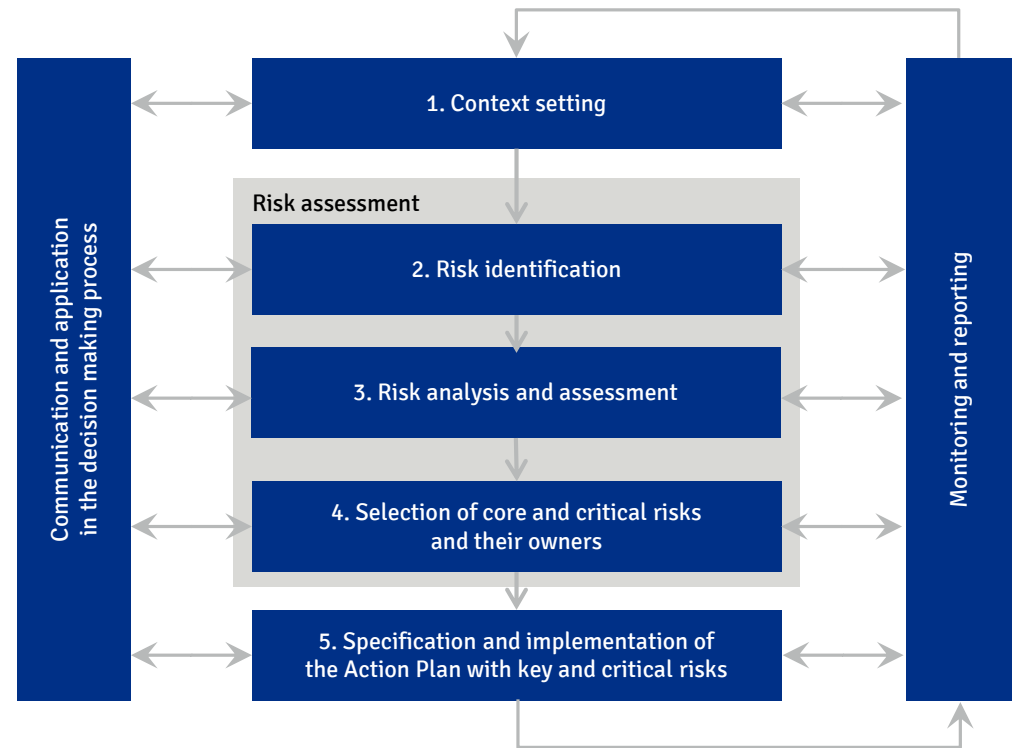 1. Context setting
Risk assessment
2. Risk identification
3. Risk analysis and assessment
4. Selection of core and critical risks
and their owners
5. Specification and implementation of
the Action Plan with key and critical risks
Communication and application
in the decision making process
Monitoring and reporting